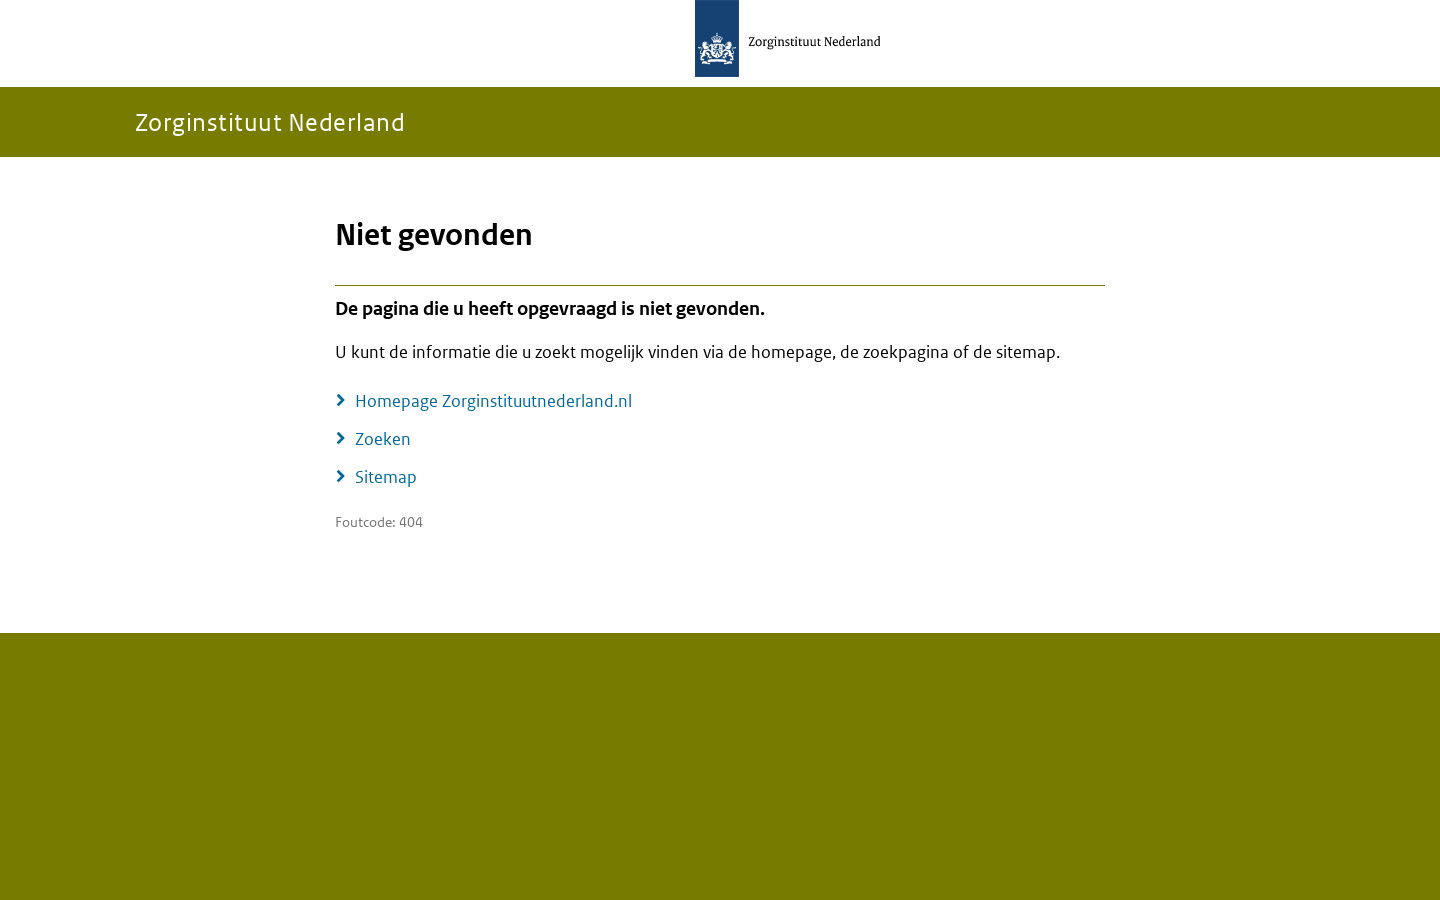 Zorginstituut Nederland
Zorginstituut Nederland
Niet gevonden
De pagina die u heeft opgevraagd is niet gevonden.
U kunt de informatie die u zoekt mogelijk vinden via de homepage, de zoekpagina of de sitemap.
Homepage Zorginstituutnederland.nl
Zoeken
Sitemap
Foutcode: 404